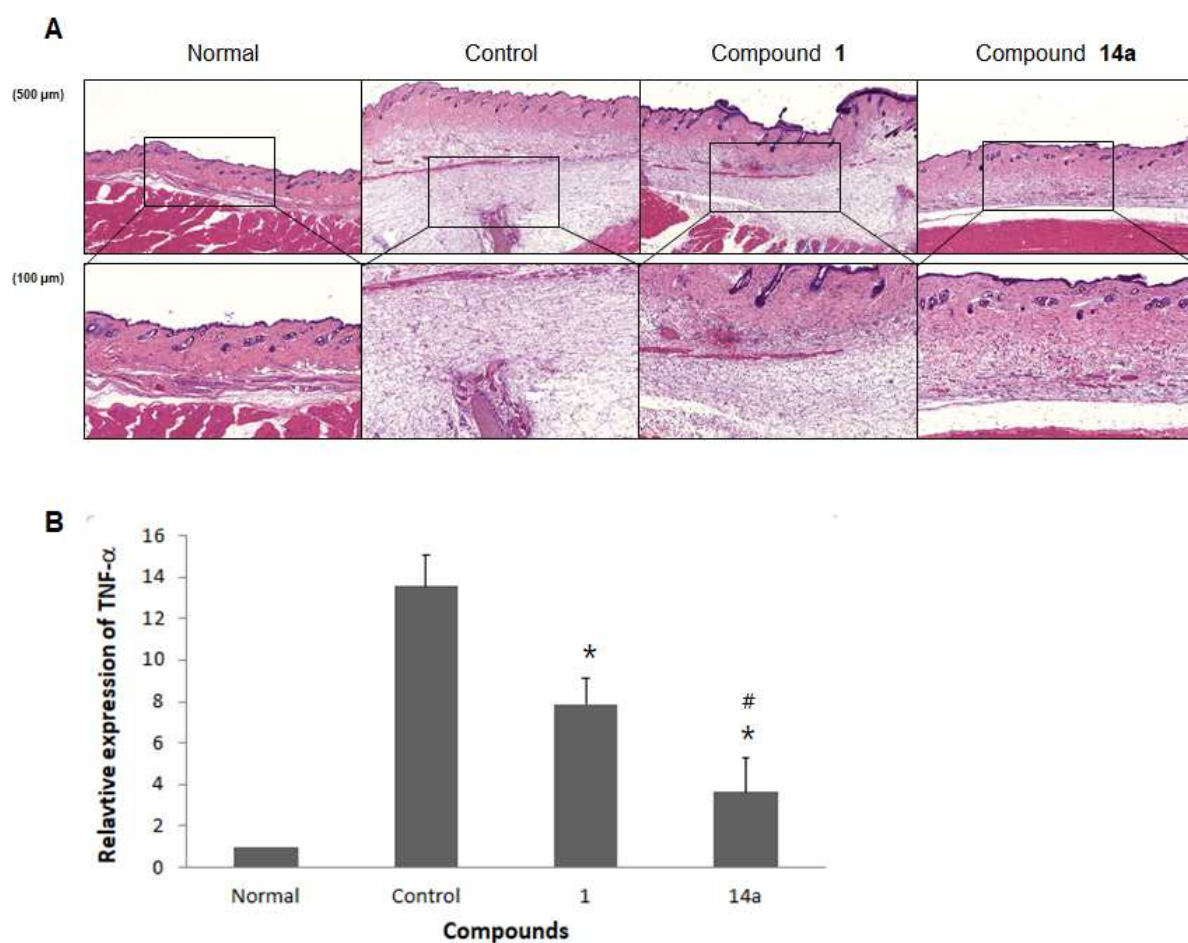 A
Normal Control Compound 1 Compound 14a
(500 µm)
(100 µm)
B
16
14
12
10
8
6
4
2
0
Relavtive expression of TNF-α
*
#
*
Normal Control 1 14a
Compounds